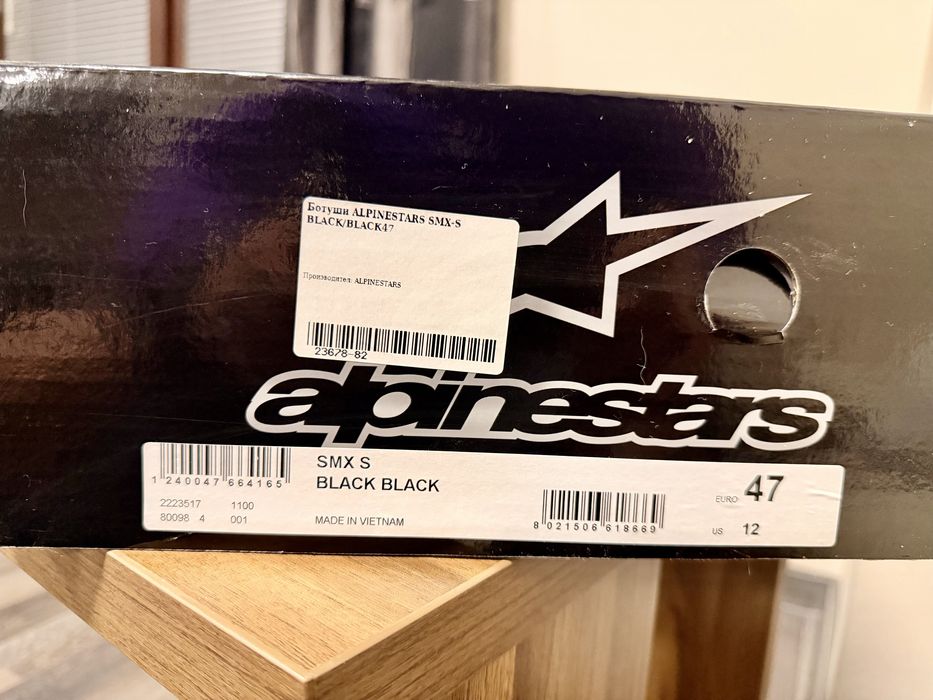 Ботуши ALPINESTARS SMX-S
BLACK/BLACK47
Производител: ALPINESTARS
23678-82
alpinestars
1 240047 664165
SMX S
BLACK BLACK
2223517 1100
80098 4 001
MADE IN VIETNAM
8 021506 618669
EURO 47
US 12